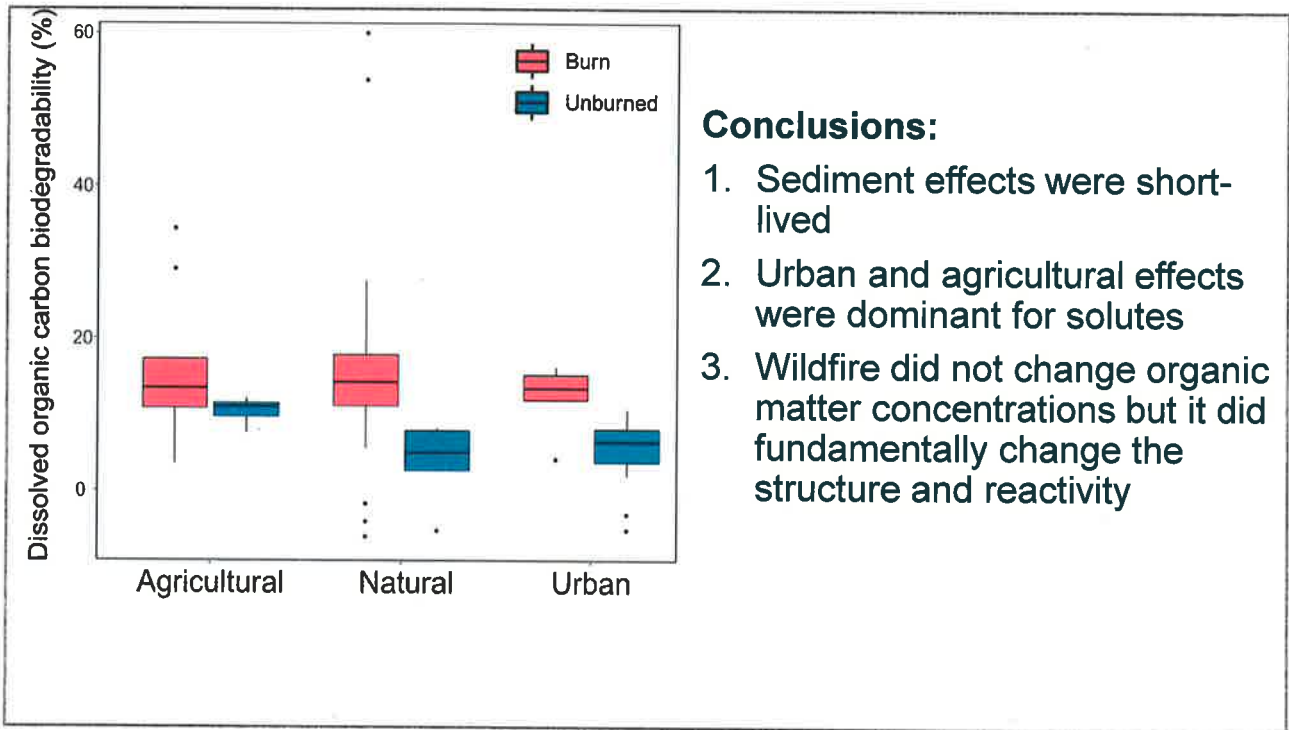 Dissolved organic carbon biodegradability (%)
60
40
20
0
Burn
Unburned
Agricultural
Natural
Urban
Conclusions:
1. Sediment effects were short-
lived
2. Urban and agricultural effects
were dominant for solutes
3. Wildfire did not change organic
matter concentrations but it did
fundamentally change the
structure and reactivity